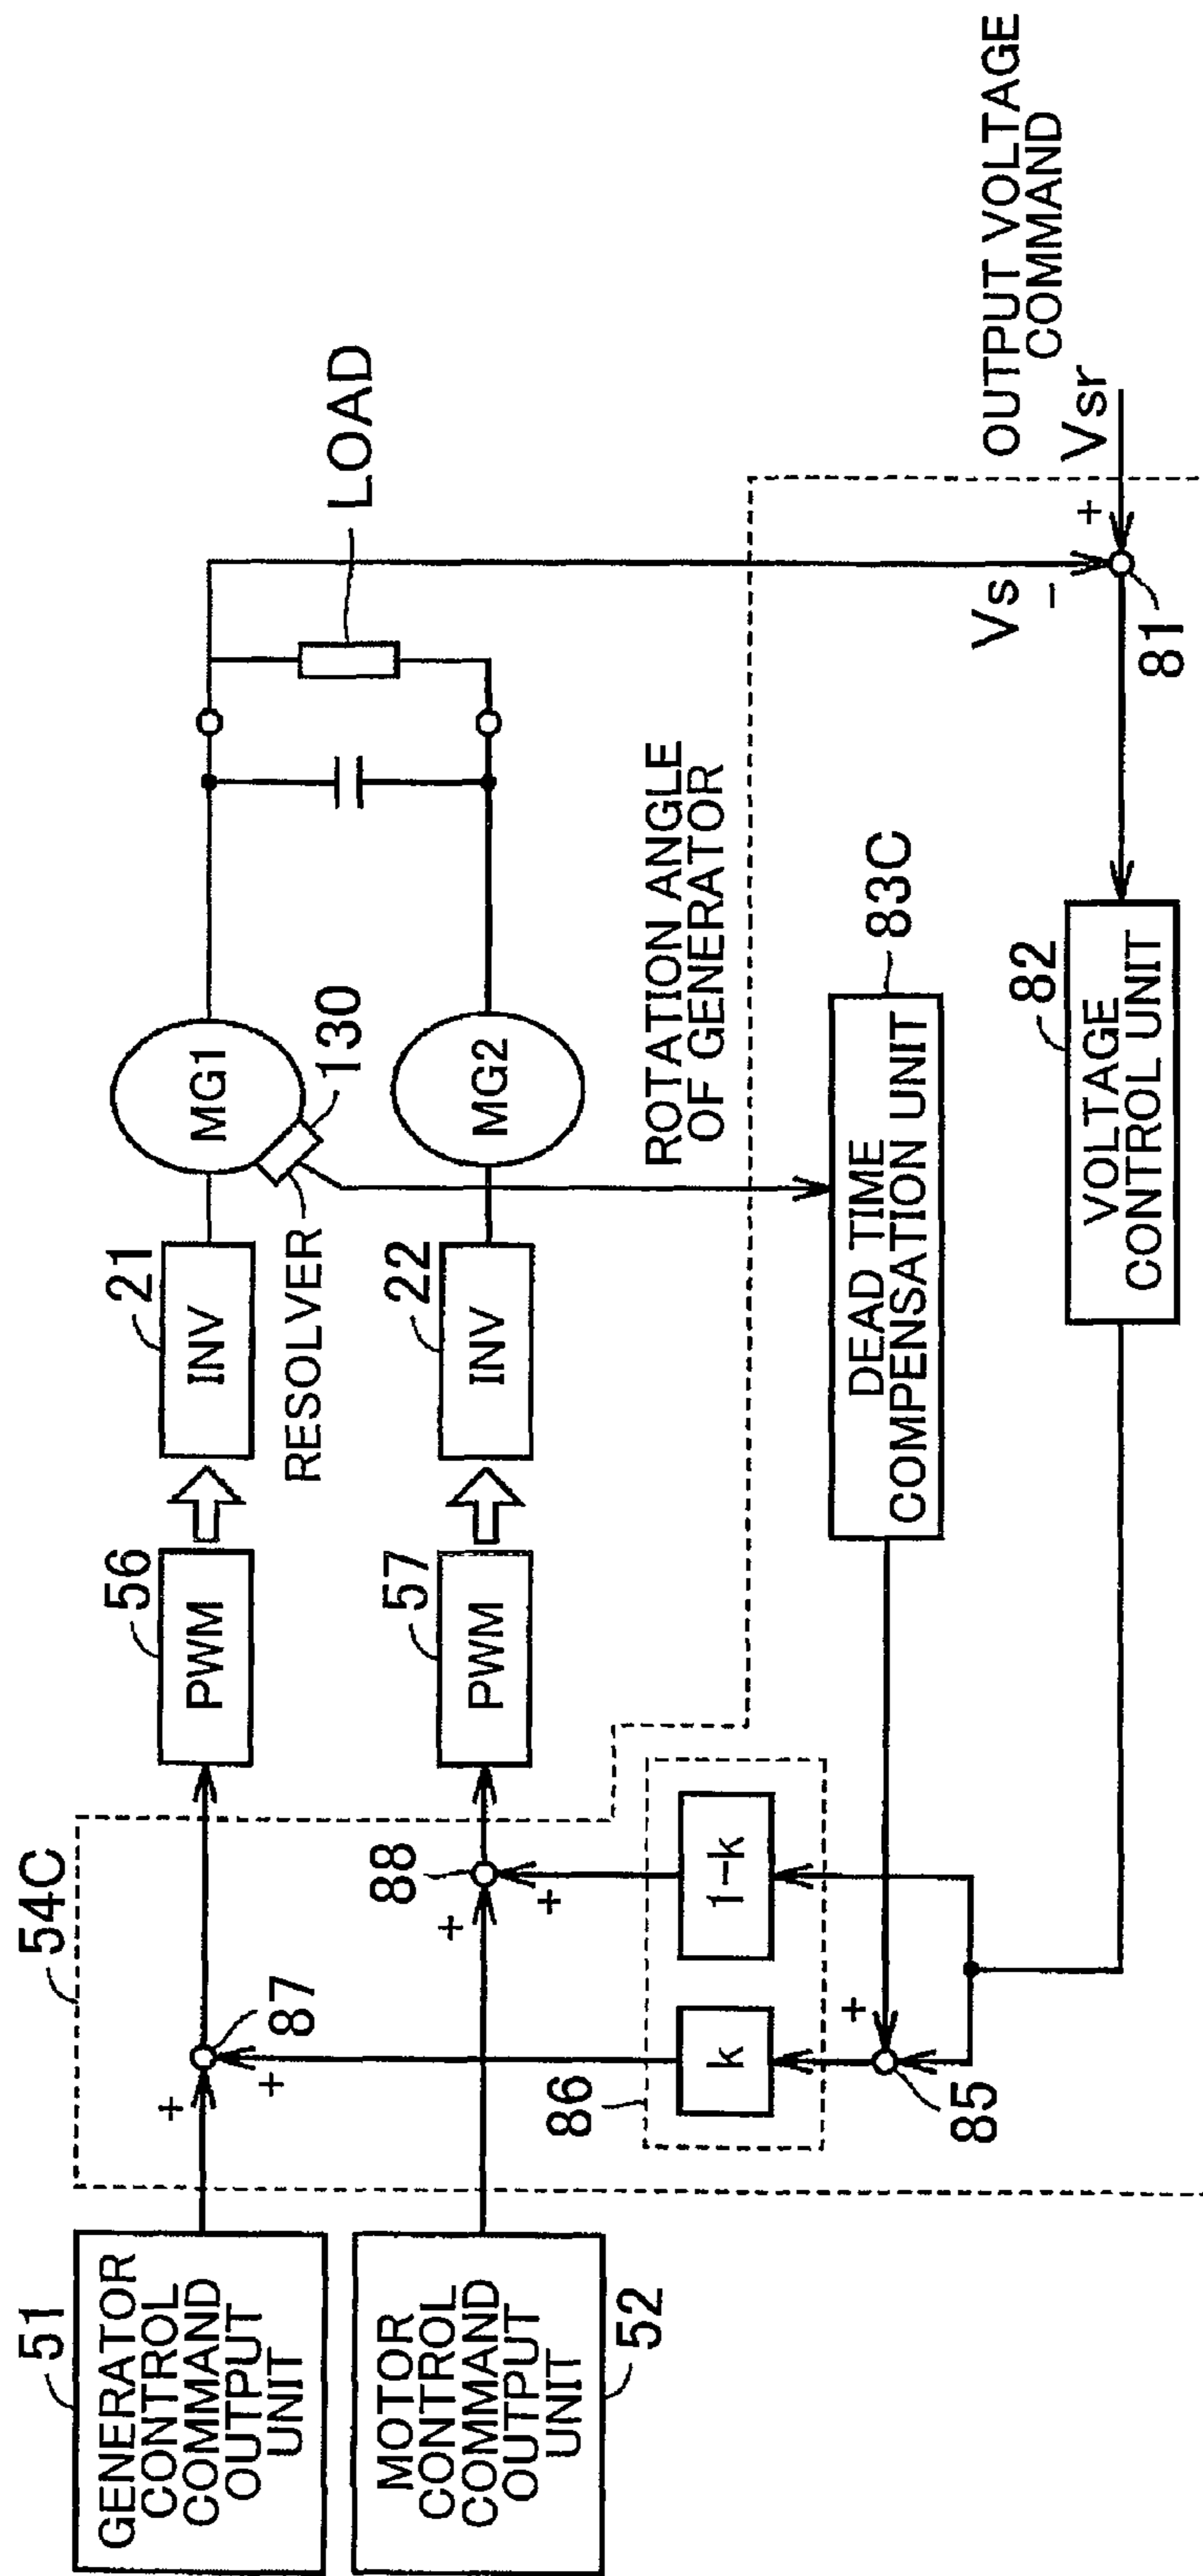 51
GENERATOR
CONTROL
COMMAND
OUTPUT
UNIT
MOTOR
CONTROL
COMMAND
OUTPUT
UNIT
52
54C
+
87
+
88
+
+
86
k
1-k
+
85
56
PWM
57
PWM
21
INV
RESOLVER
22
INV
MG1
130
MG2
LOAD
ROTATION ANGLE
OF GENERATOR
DEAD TIME
COMPENSATION UNIT
83C
82
VOLTAGE
CONTROL UNIT
Vs
−
+
81
Vsr
OUTPUT VOLTAGE
COMMAND